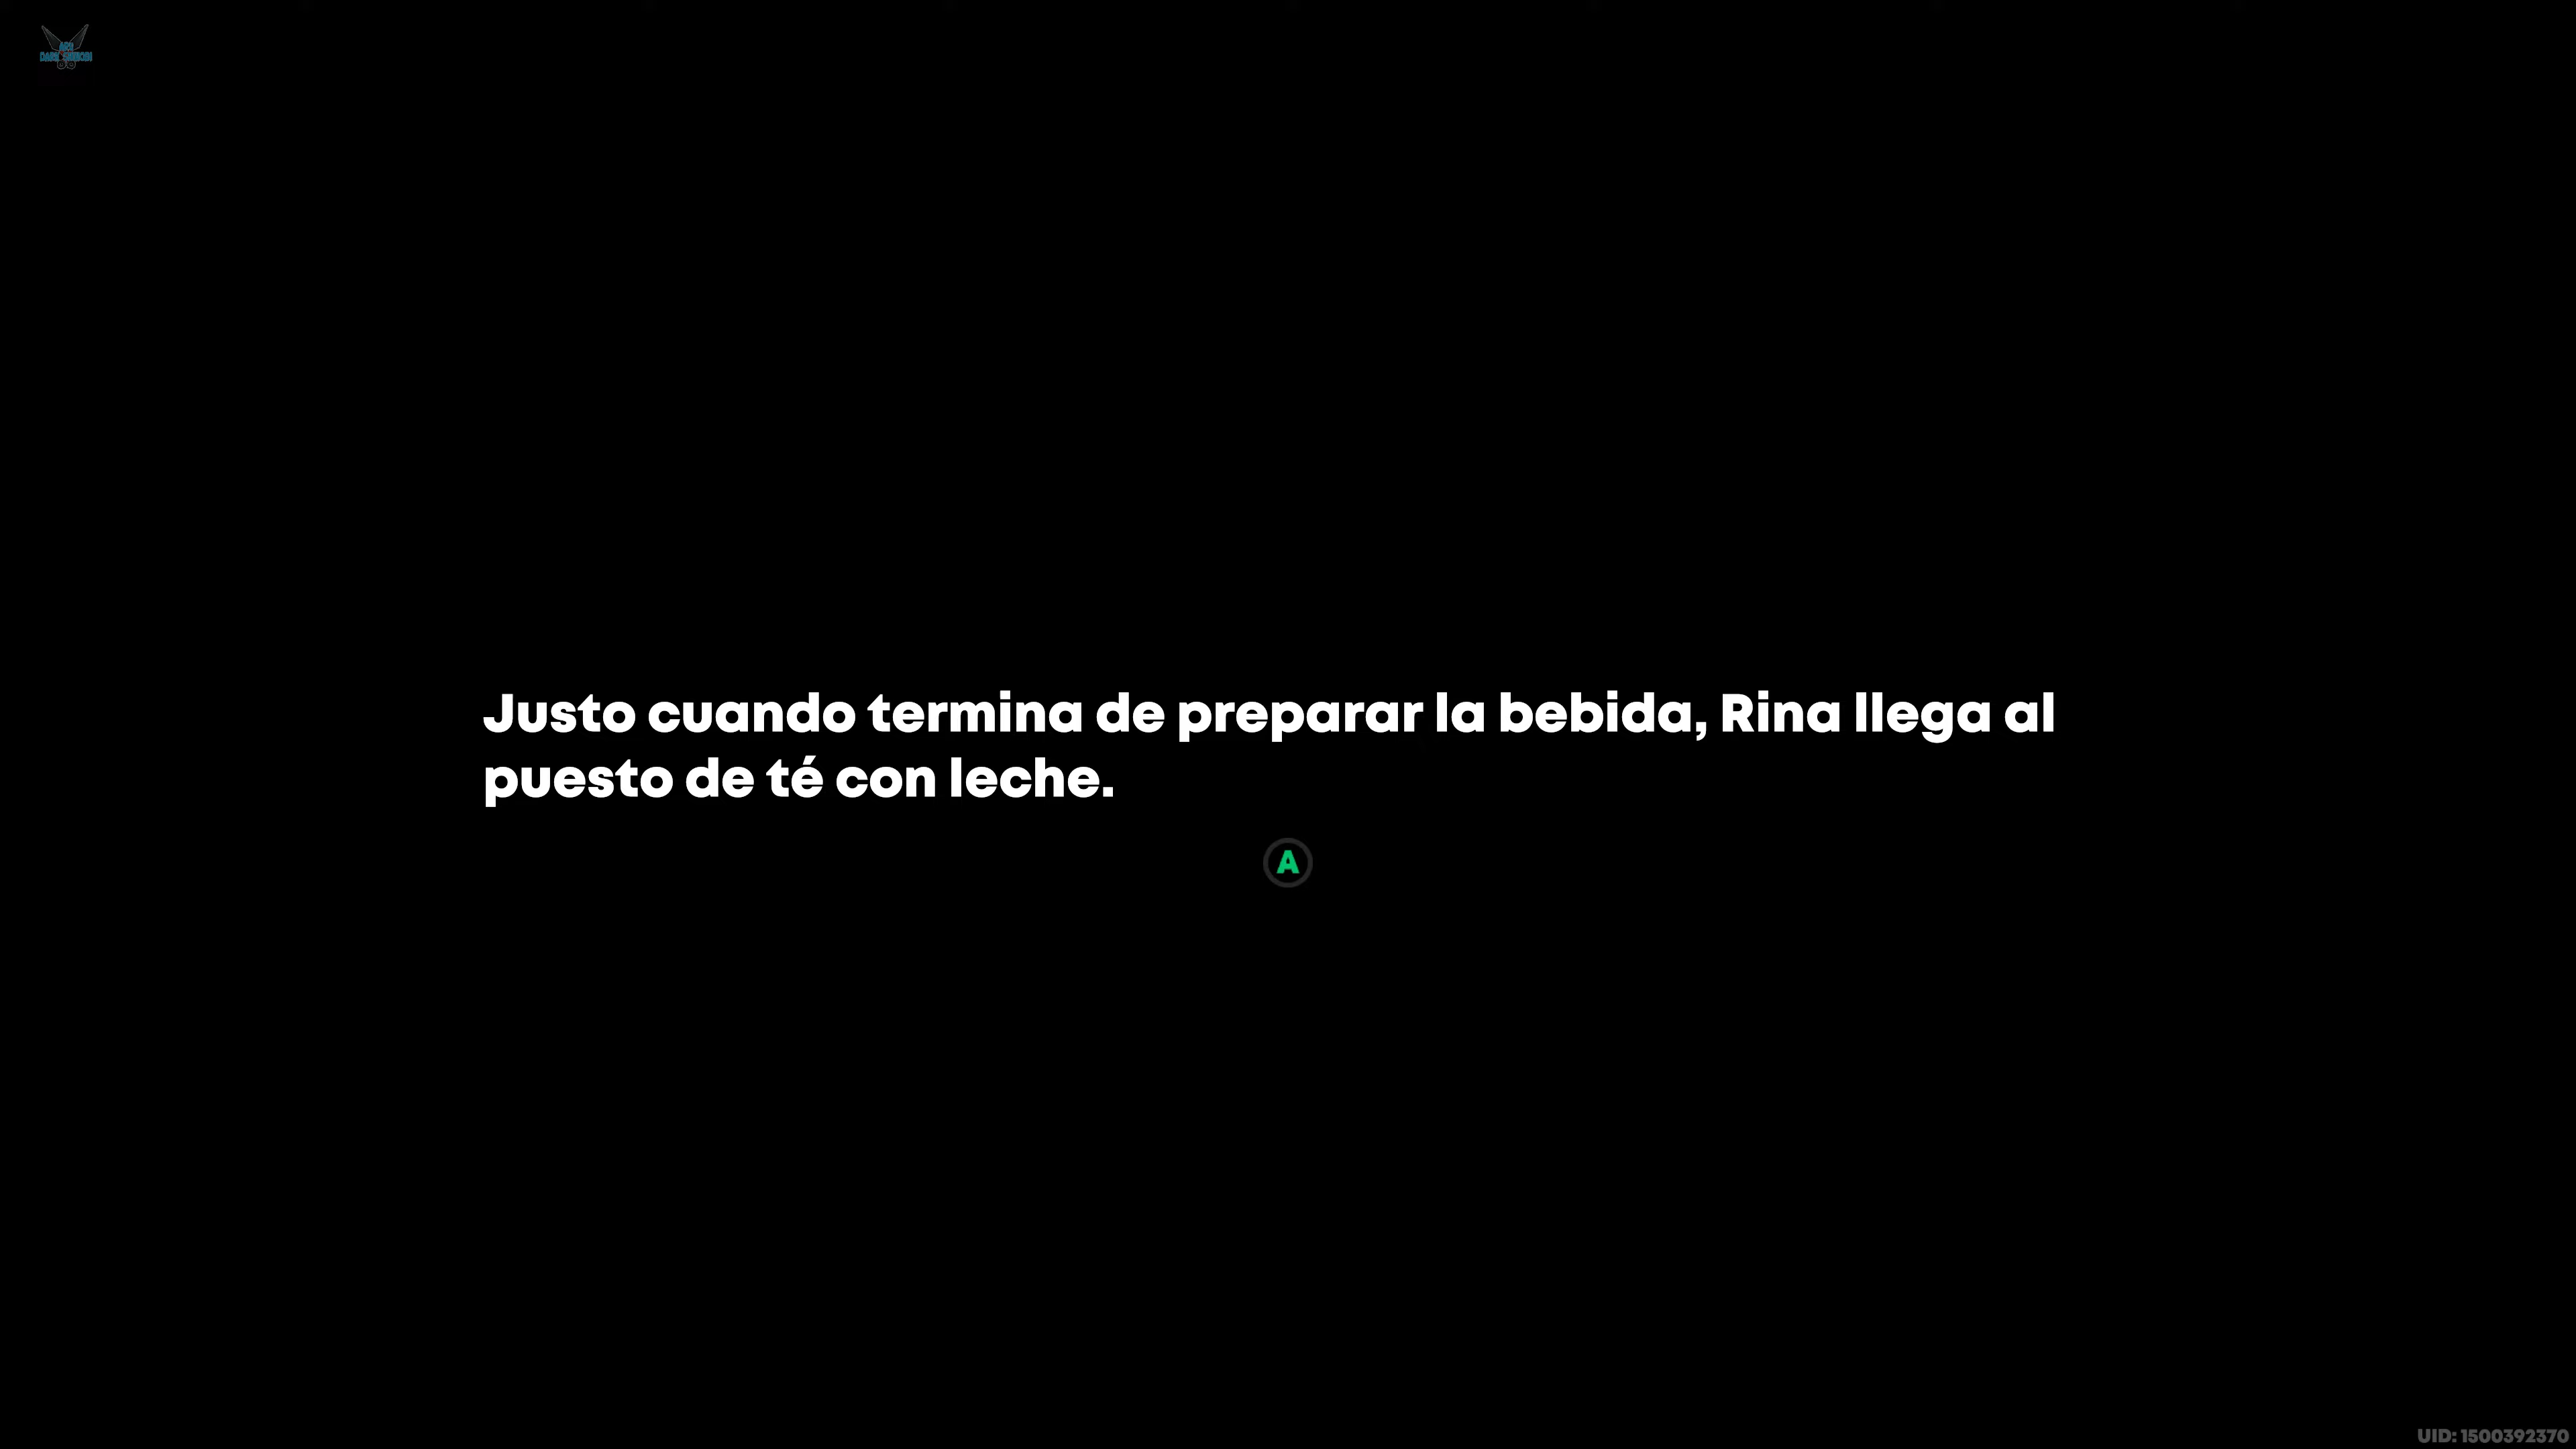 Justo cuando termina de preparar la bebida, Rina llega al
puesto de té con leche.
A
UID: 1500392370